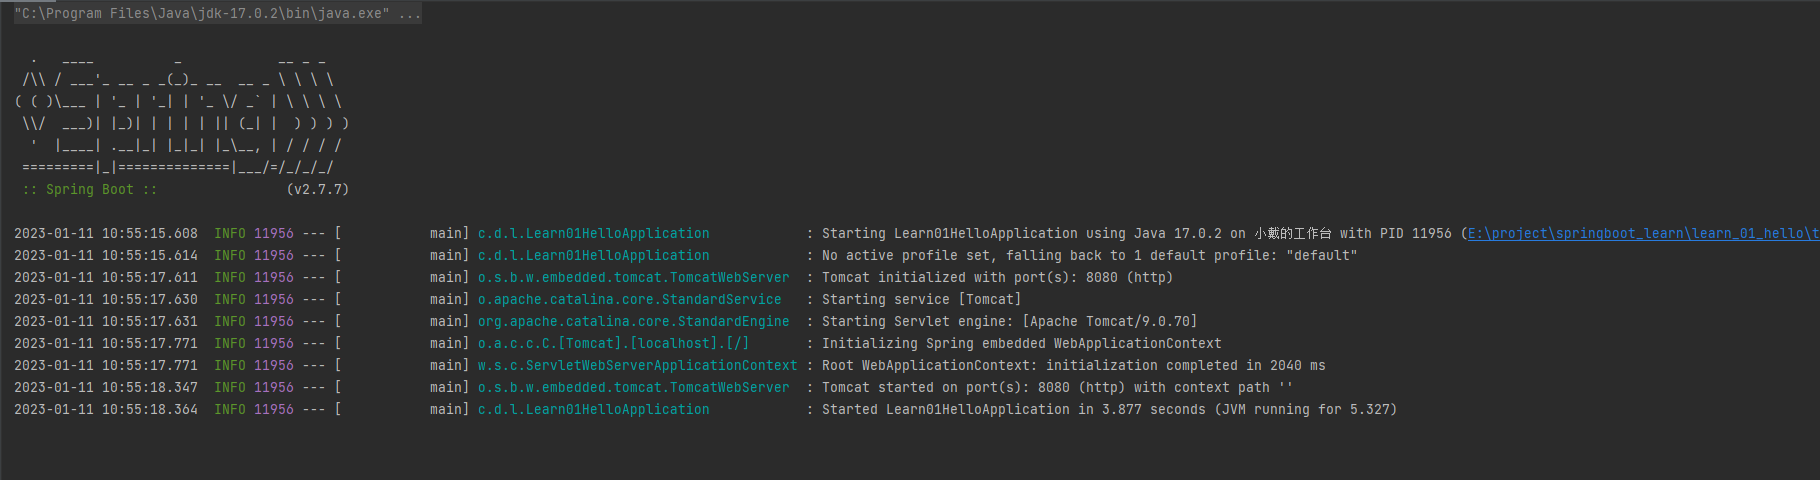 "C:\Program Files\Java\jdk-17.0.2\bin\java.exe" ...
  .   ____          _            __ _ _
 /\\ / ___'_ __ _ _(_)_ __  __ _ \ \ \ \
( ( )\___ | '_ | '_| | '_ \/ _` | \ \ \ \
 \\/  ___)| |_)| | | | | || (_| |  ) ) ) )
  '  |____| .__|_| |_|_| |_\__, | / / / /
 =========|_|==============|___/=/_/_/_/
 :: Spring Boot ::                (v2.7.7)
2023-01-11 10:55:15.608  INFO 11956 --- [           main] c.d.l.Learn01HelloApplication            : Starting Learn01HelloApplication using Java 17.0.2 on 小戴的工作台 with PID 11956 (E:\project\springboot_learn\learn_01_hello\t
2023-01-11 10:55:15.614  INFO 11956 --- [           main] c.d.l.Learn01HelloApplication            : No active profile set, falling back to 1 default profile: "default"
2023-01-11 10:55:17.611  INFO 11956 --- [           main] o.s.b.w.embedded.tomcat.TomcatWebServer  : Tomcat initialized with port(s): 8080 (http)
2023-01-11 10:55:17.630  INFO 11956 --- [           main] o.apache.catalina.core.StandardService   : Starting service [Tomcat]
2023-01-11 10:55:17.631  INFO 11956 --- [           main] org.apache.catalina.core.StandardEngine  : Starting Servlet engine: [Apache Tomcat/9.0.70]
2023-01-11 10:55:17.771  INFO 11956 --- [           main] o.a.c.c.C.[Tomcat].[localhost].[/]       : Initializing Spring embedded WebApplicationContext
2023-01-11 10:55:17.771  INFO 11956 --- [           main] w.s.c.ServletWebServerApplicationContext : Root WebApplicationContext: initialization completed in 2040 ms
2023-01-11 10:55:18.347  INFO 11956 --- [           main] o.s.b.w.embedded.tomcat.TomcatWebServer  : Tomcat started on port(s): 8080 (http) with context path ''
2023-01-11 10:55:18.364  INFO 11956 --- [           main] c.d.l.Learn01HelloApplication            : Started Learn01HelloApplication in 3.877 seconds (JVM running for 5.327)